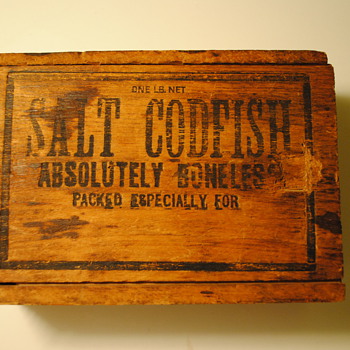 ONE LB. NET
SALT CODFISH
ABSOLUTELY BONELESS
PACKED ESPECIALLY FOR